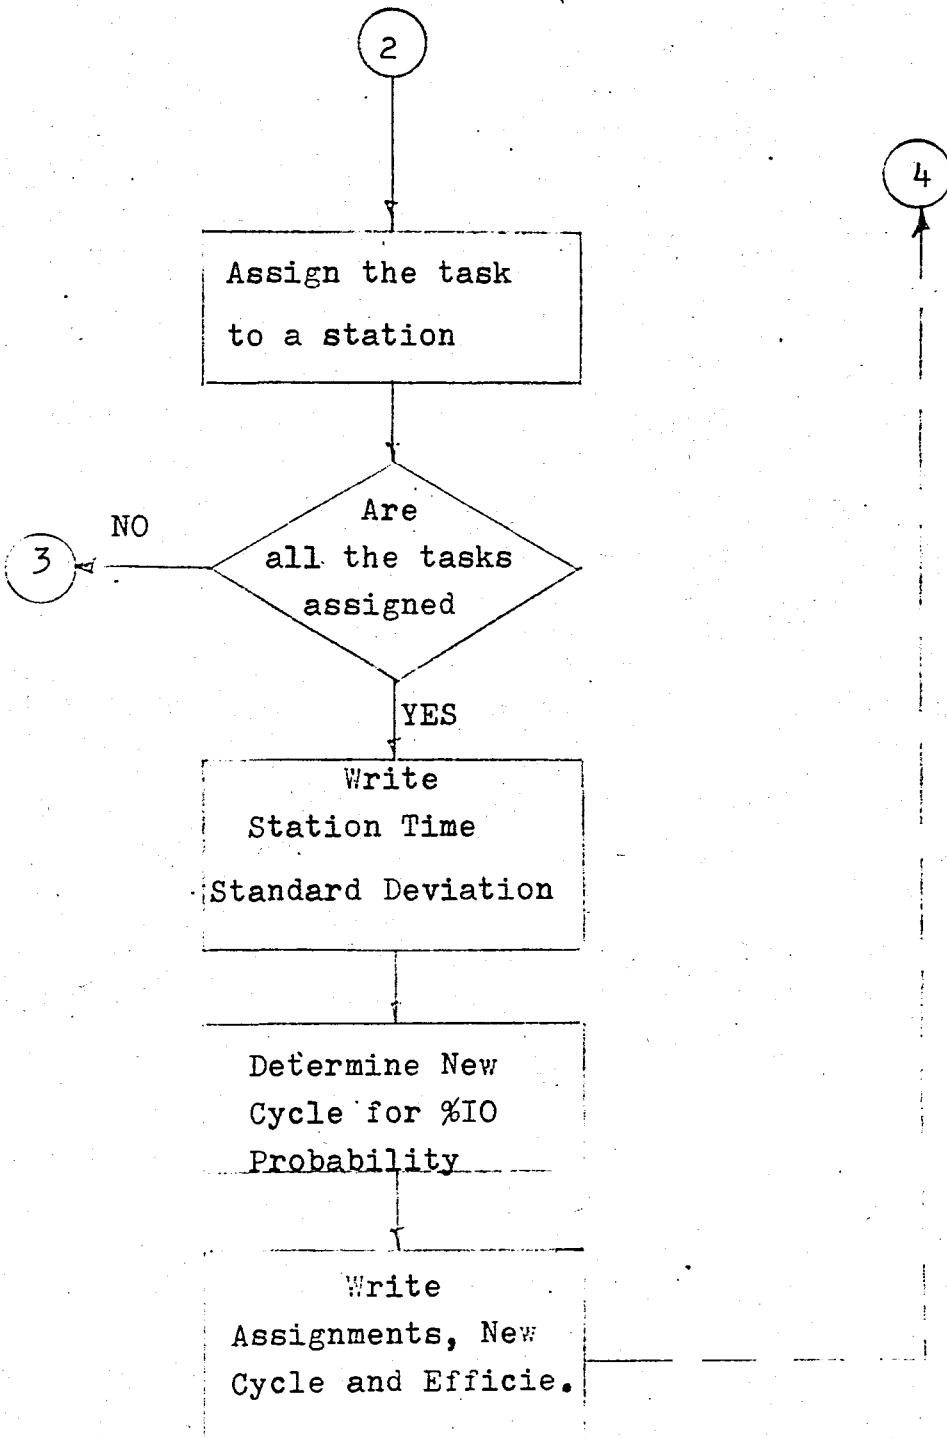 2
4
Assign the task
to a station
Are
all the tasks
assigned
NO
3
YES
Write
Station Time
Standard Deviation
Determine New
Cycle for %IO
Probability
Write
Assignments, New
Cycle and Efficie.